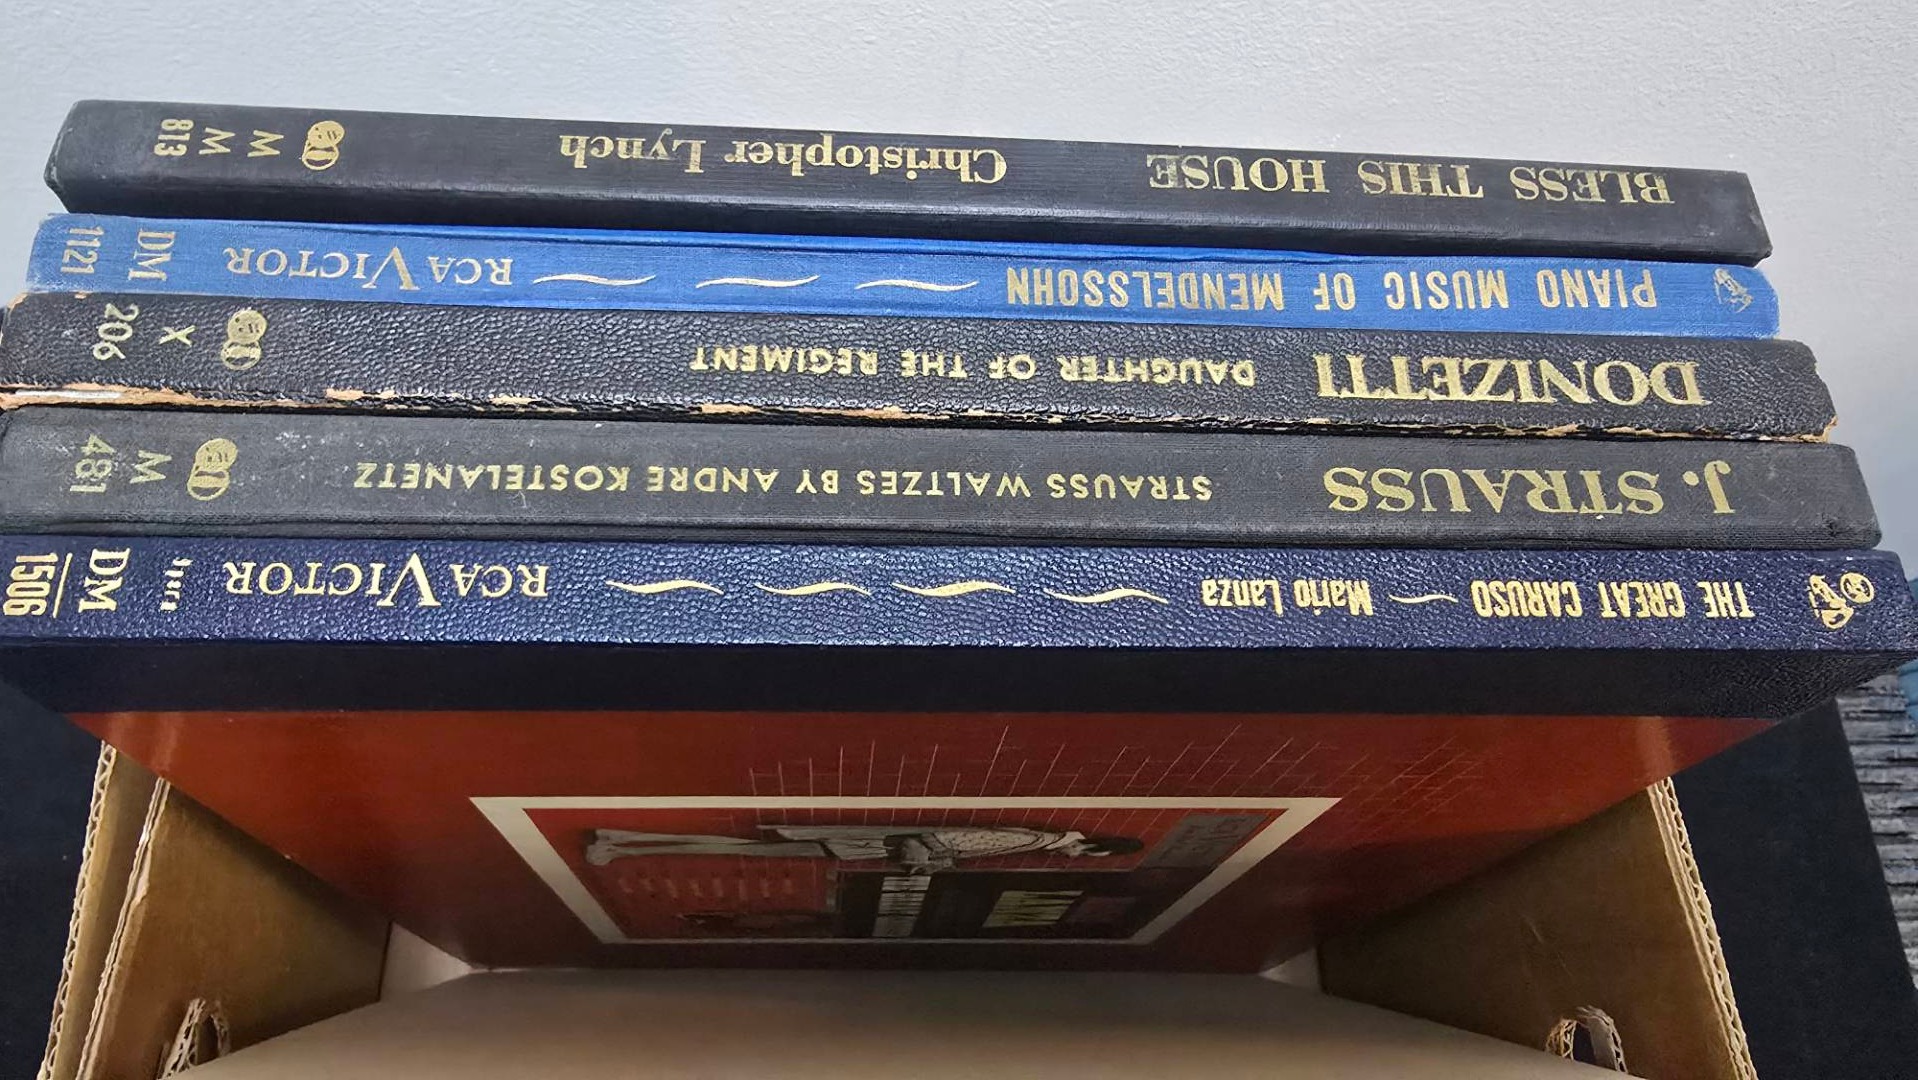 BLESS THIS HOUSE Christopher Lynch M M 813
PIANO MUSIC OF MENDELSSOHN RCA VICTOR DM 1121
DONIZETTI DAUGHTER OF THE REGIMENT X 206
J. STRAUSS STRAUSS WALTZES BY ANDRE KOSTELANETZ M 481
THE GREAT CARUSO Mario Lanza RCA VICTOR DM 1506